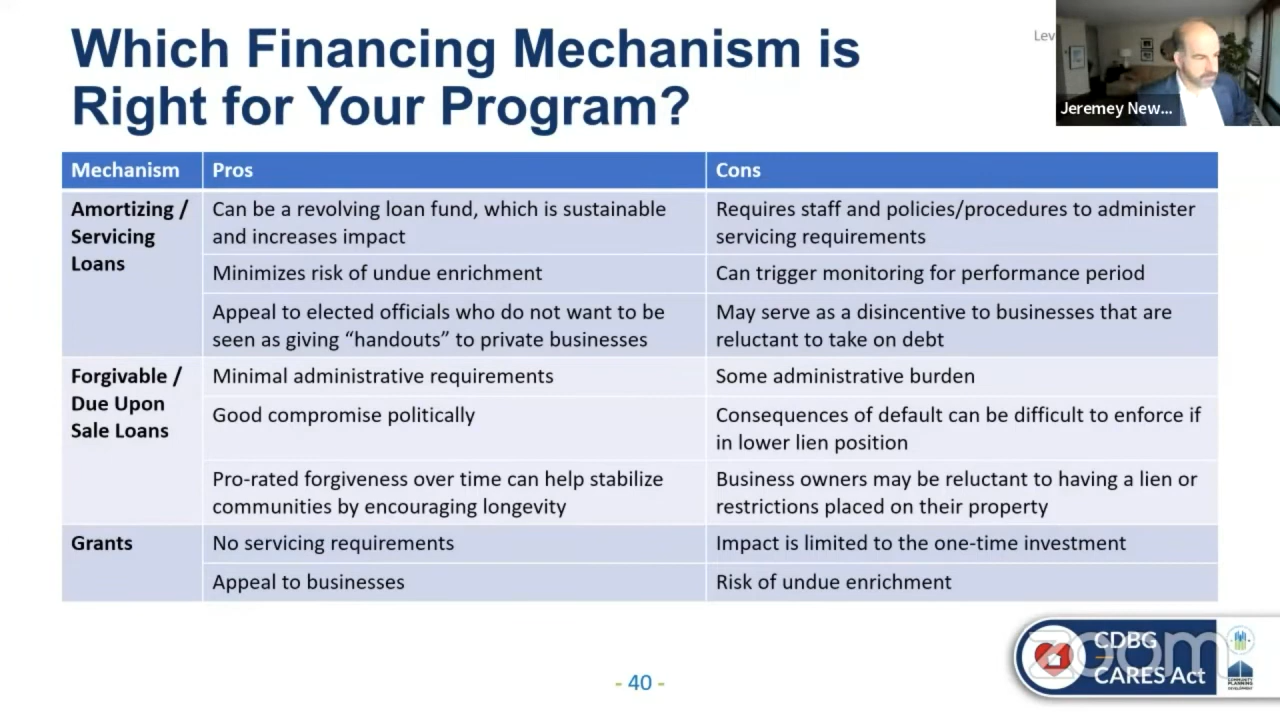 Which Financing Mechanism is
Right for Your Program?
Lev
Jeremey New...
Mechanism
Pros
Cons
Amortizing /
Servicing
Loans
Can be a revolving loan fund, which is sustainable
and increases impact
Requires staff and policies/procedures to administer
servicing requirements
Minimizes risk of undue enrichment
Can trigger monitoring for performance period
Appeal to elected officials who do not want to be
seen as giving “handouts” to private businesses
May serve as a disincentive to businesses that are
reluctant to take on debt
Forgivable /
Due Upon
Sale Loans
Minimal administrative requirements
Some administrative burden
Good compromise politically
Consequences of default can be difficult to enforce if
in lower lien position
Pro-rated forgiveness over time can help stabilize
communities by encouraging longevity
Business owners may be reluctant to having a lien or
restrictions placed on their property
Grants
No servicing requirements
Impact is limited to the one-time investment
Appeal to businesses
Risk of undue enrichment
CDBG
CARES Act
zoom
COMMUNITY
PLANNING
DEVELOPMENT
- 40 -